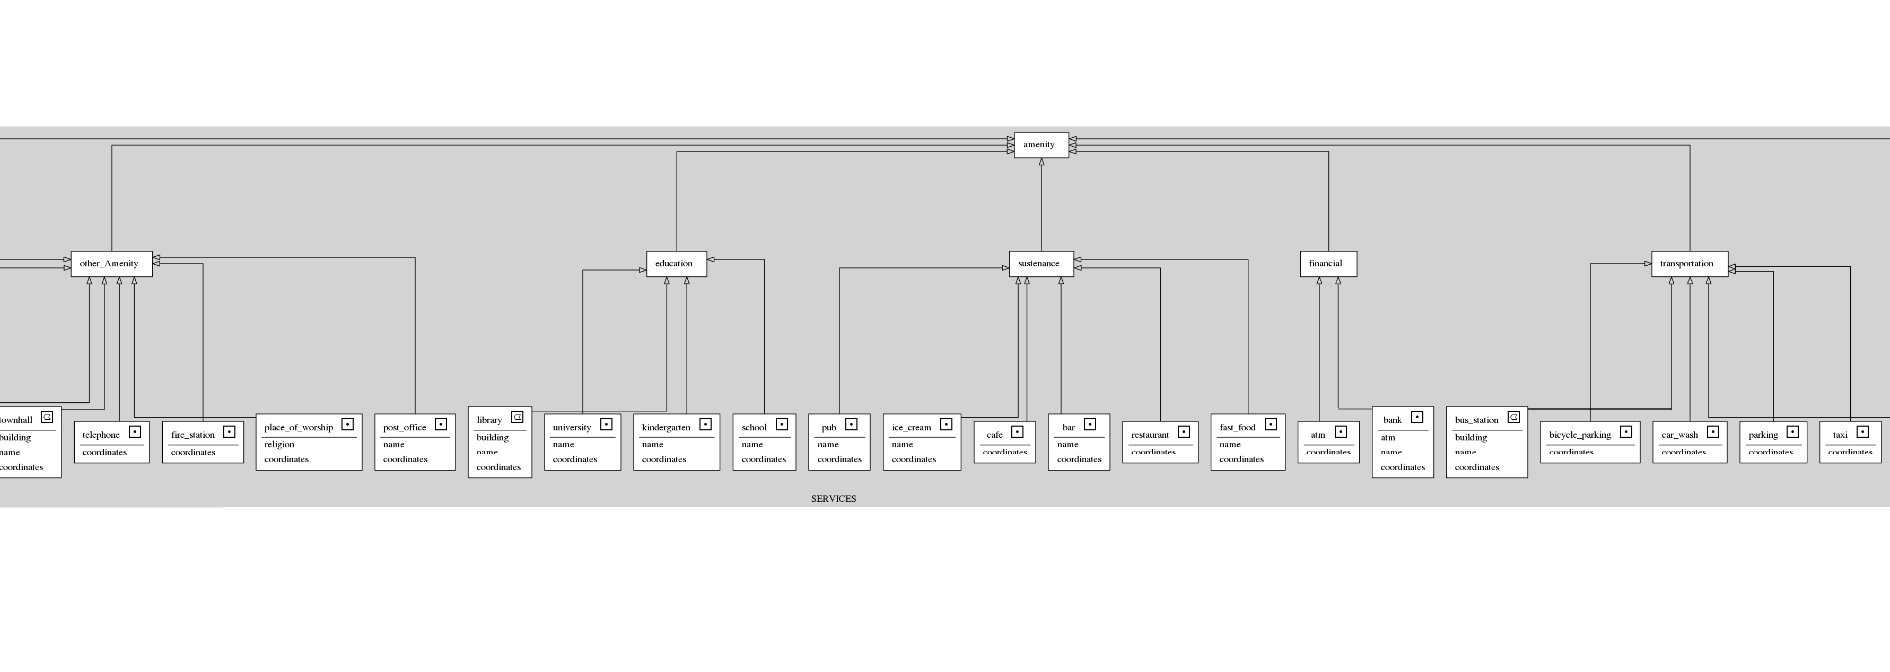 amenity
other_Amenity
education
sustenance
financial
transportation
townhall
building
name
coordinates
telephone
coordinates
fire_station
coordinates
place_of_worship
religion
coordinates
post_office
name
coordinates
library
building
name
coordinates
university
name
coordinates
kindergarten
name
coordinates
school
name
coordinates
pub
name
coordinates
ice_cream
name
coordinates
cafe
coordinates
bar
name
coordinates
restaurant
coordinates
fast_food
name
coordinates
atm
coordinates
bank
atm
name
coordinates
bus_station
building
name
coordinates
bicycle_parking
coordinates
car_wash
coordinates
parking
coordinates
taxi
coordinates
SERVICES